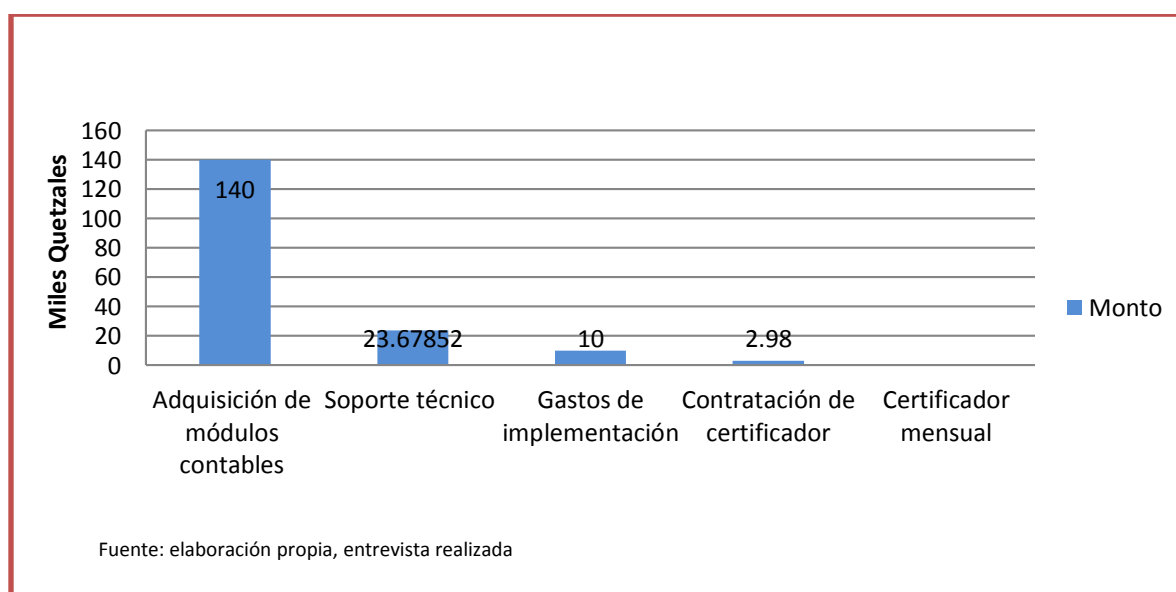 Miles Quetzales
160
140
120
100
80
60
40
20
0
140
23.67852
10
2.98
Adquisición de
módulos
contables
Soporte técnico
Gastos de
implementación
Contratación de
certificador
Certificador
mensual
Monto
Fuente: elaboración propia, entrevista realizada